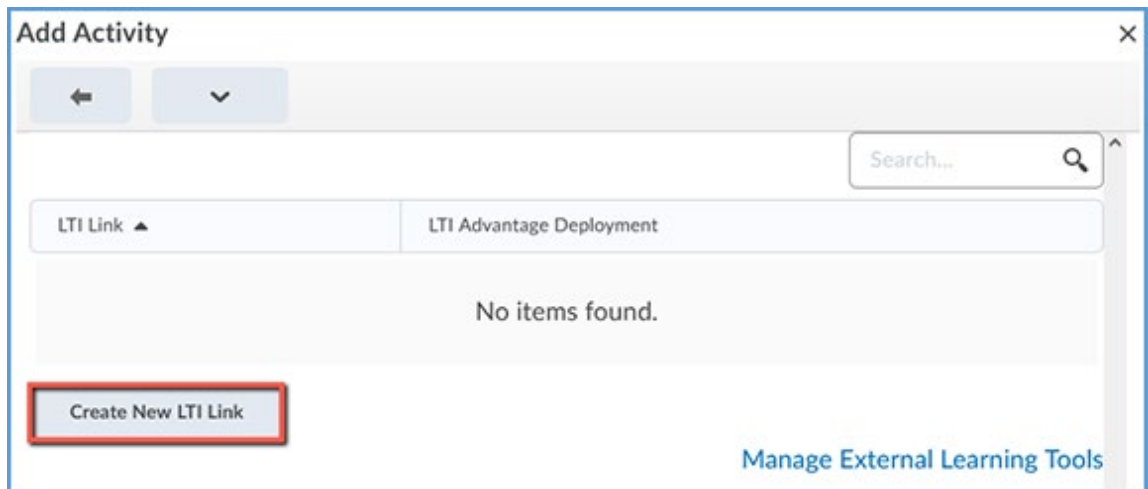 Add Activity
Search...
LTI Link LTI Advantage Deployment
No items found.
Create New LTI Link
Manage External Learning Tools